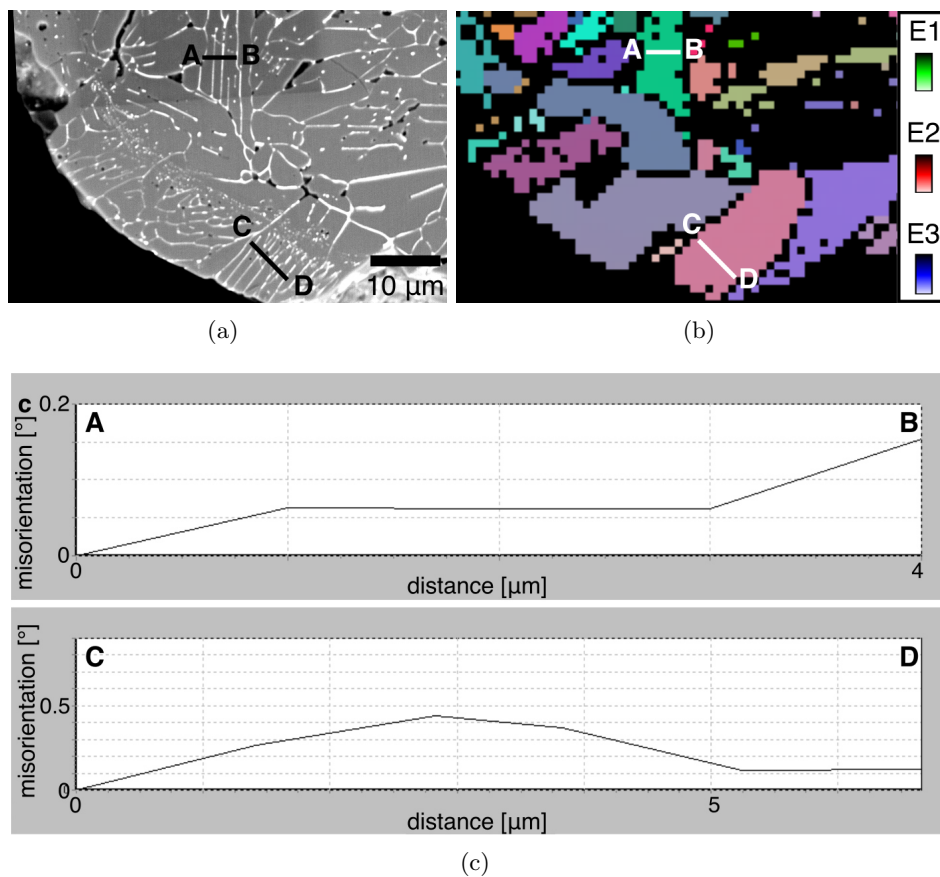 A B
C
D
10 μm
A B
C
D
E1
E2
E3
(a)
(b)
c
0.2
A
B
misorientation [°]
0
0
4
distance [μm]
C
D
misorientation [°]
0.5
0
0
5
distance [μm]
(c)